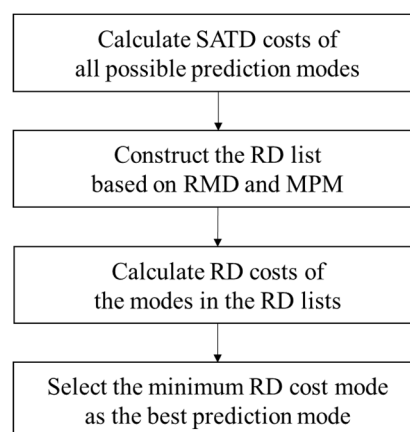 Calculate SATD costs of
all possible prediction modes
Construct the RD list
based on RMD and MPM
Calculate RD costs of
the modes in the RD lists
Select the minimum RD cost mode
as the best prediction mode